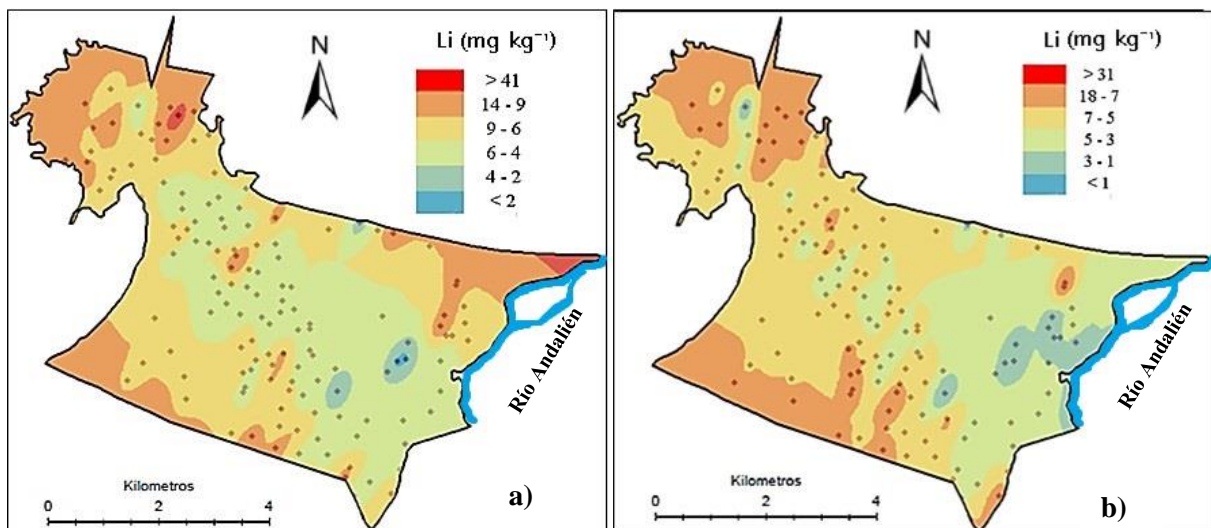 N
Li (mg kg⁻¹)
> 41
14 - 9
9 - 6
6 - 4
4 - 2
< 2
Río Andalién
Kilometros
0 2 4
a)
N
Li (mg kg⁻¹)
> 31
18 - 7
7 - 5
5 - 3
3 - 1
< 1
Río Andalién
Kilometros
0 2 4
b)